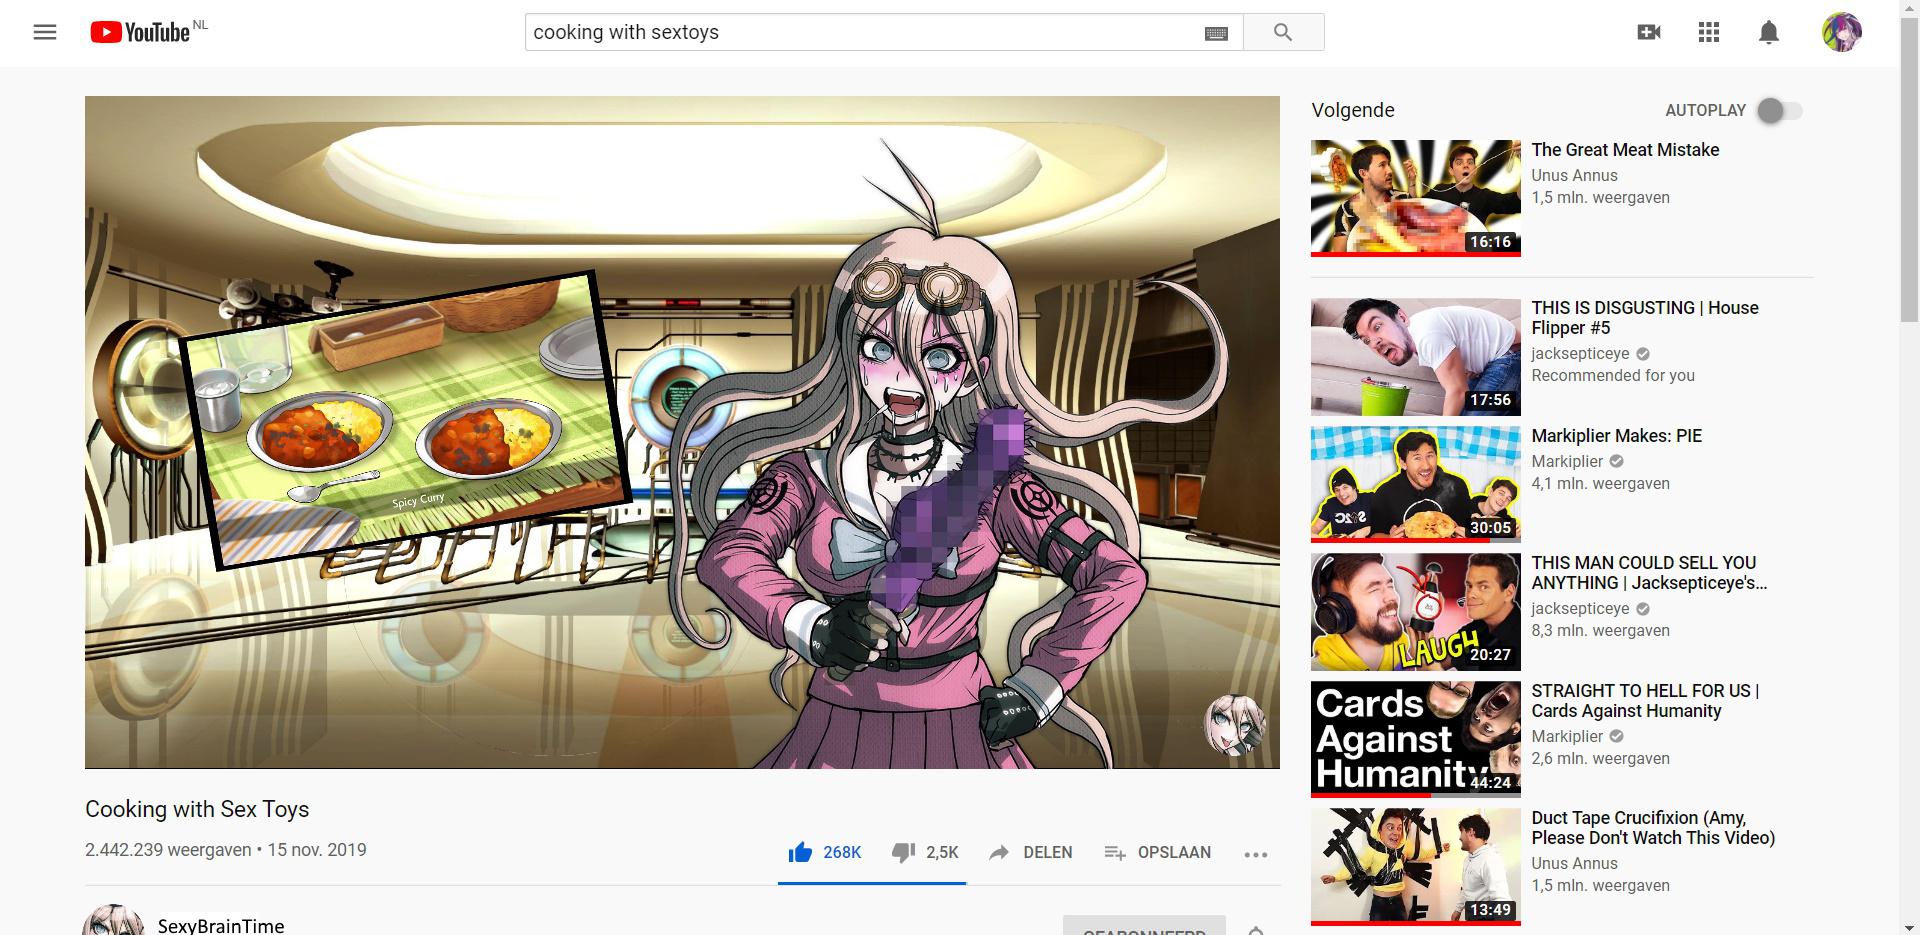 YouTube NL
cooking with sextoys
Volgende
AUTOPLAY
The Great Meat Mistake
Unus Annus
1,5 mln. weergaven
16:16
THIS IS DISGUSTING | House
Flipper #5
jacksepticeye
Recommended for you
17:56
Markiplier Makes: PIE
Markiplier
4,1 mln. weergaven
30:05
THIS MAN COULD SELL YOU
ANYTHING | Jacksepticeye's...
jacksepticeye
8,3 mln. weergaven
LAUGH
20:27
STRAIGHT TO HELL FOR US |
Cards Against Humanity
Markiplier
2,6 mln. weergaven
Cards
Against
Humanity
44:24
Duct Tape Crucifixion (Amy,
Please Don't Watch This Video)
Unus Annus
1,5 mln. weergaven
13:49
Spicy Curry
Cooking with Sex Toys
2.442.239 weergaven • 15 nov. 2019
268K
2,5K
DELEN
OPSLAAN
SexyBrainTime
GEABONNEERD